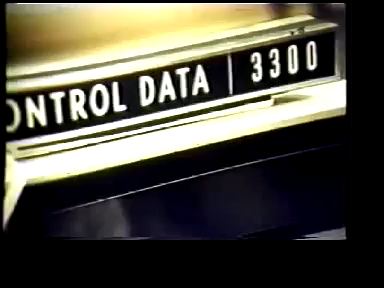 ONTROL DATA | 3300